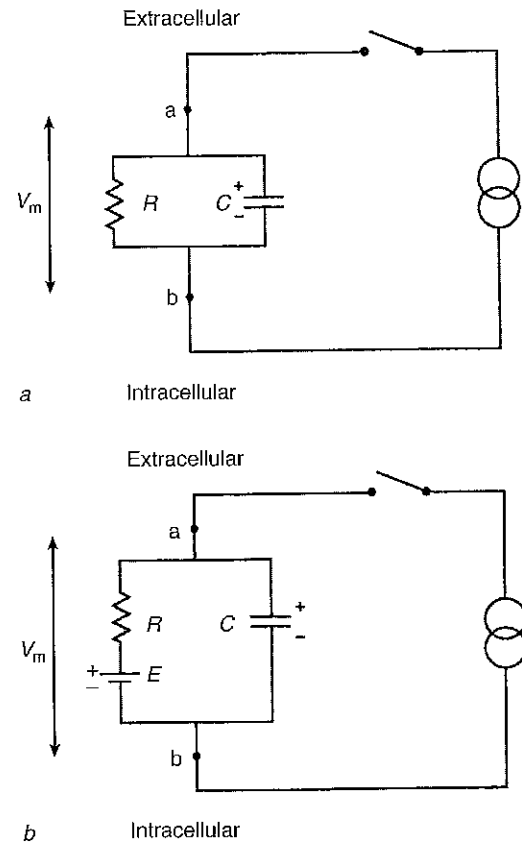 Extracellular
a
V_m
R
C
+
–
b
a Intracellular
Extracellular
a
V_m
R
C
+
–
+
–
E
b
b Intracellular